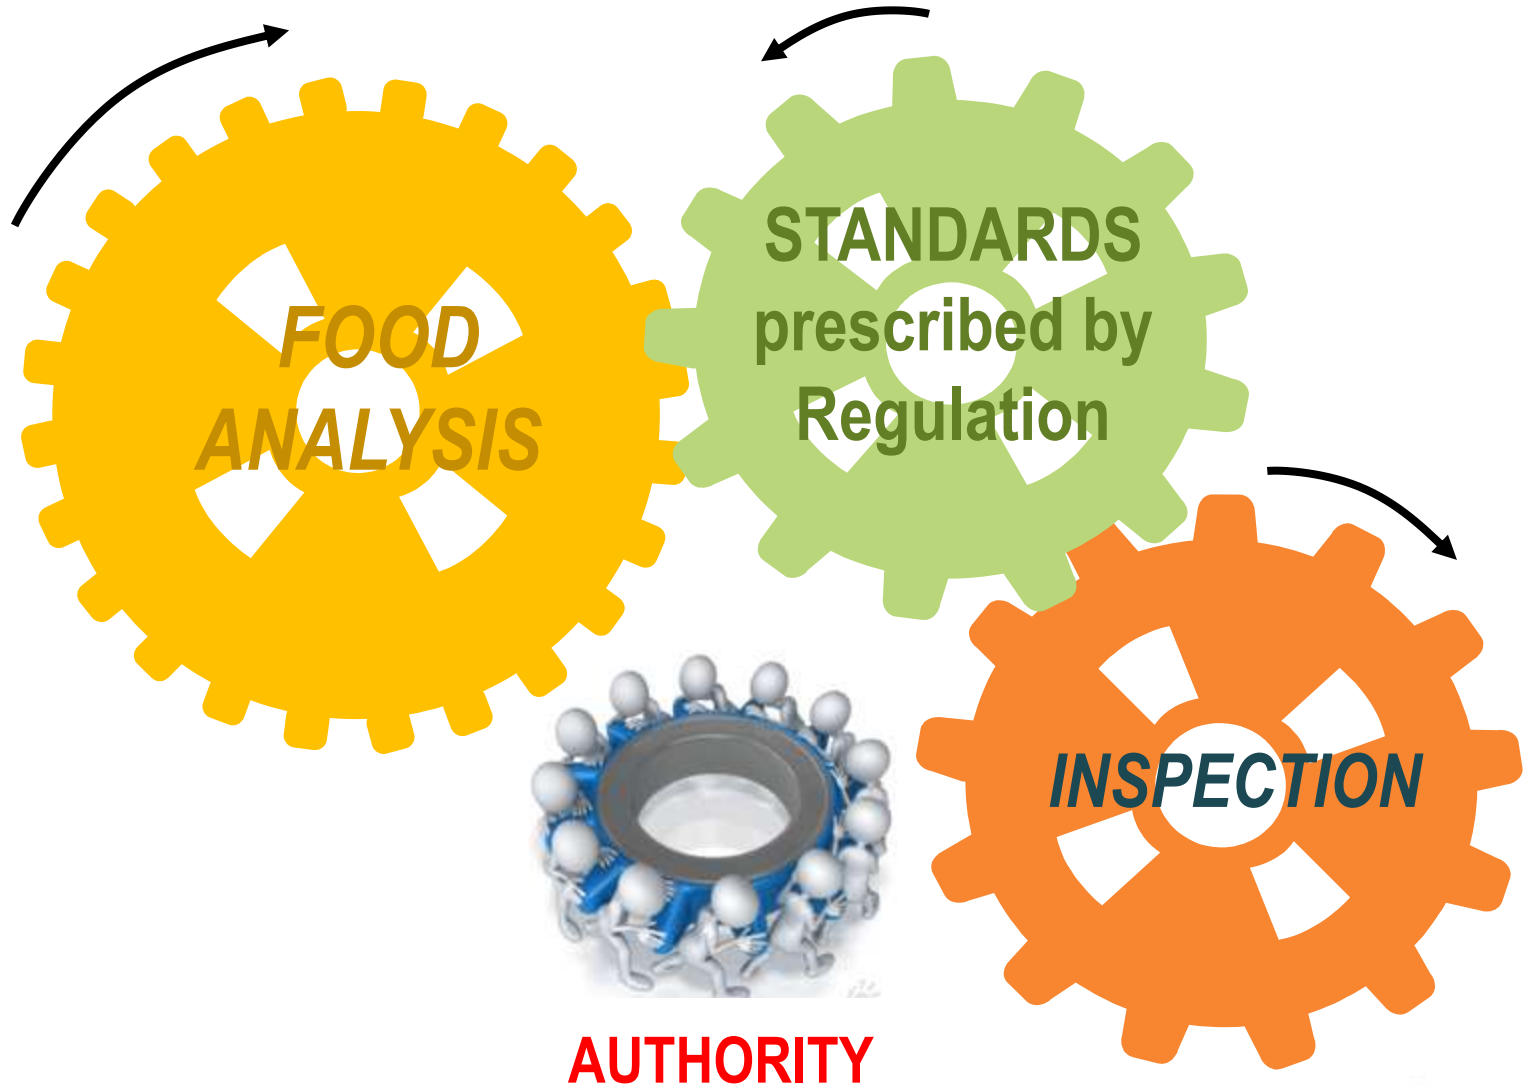 FOOD
ANALYSIS
STANDARDS
prescribed by
Regulation
INSPECTION
AUTHORITY